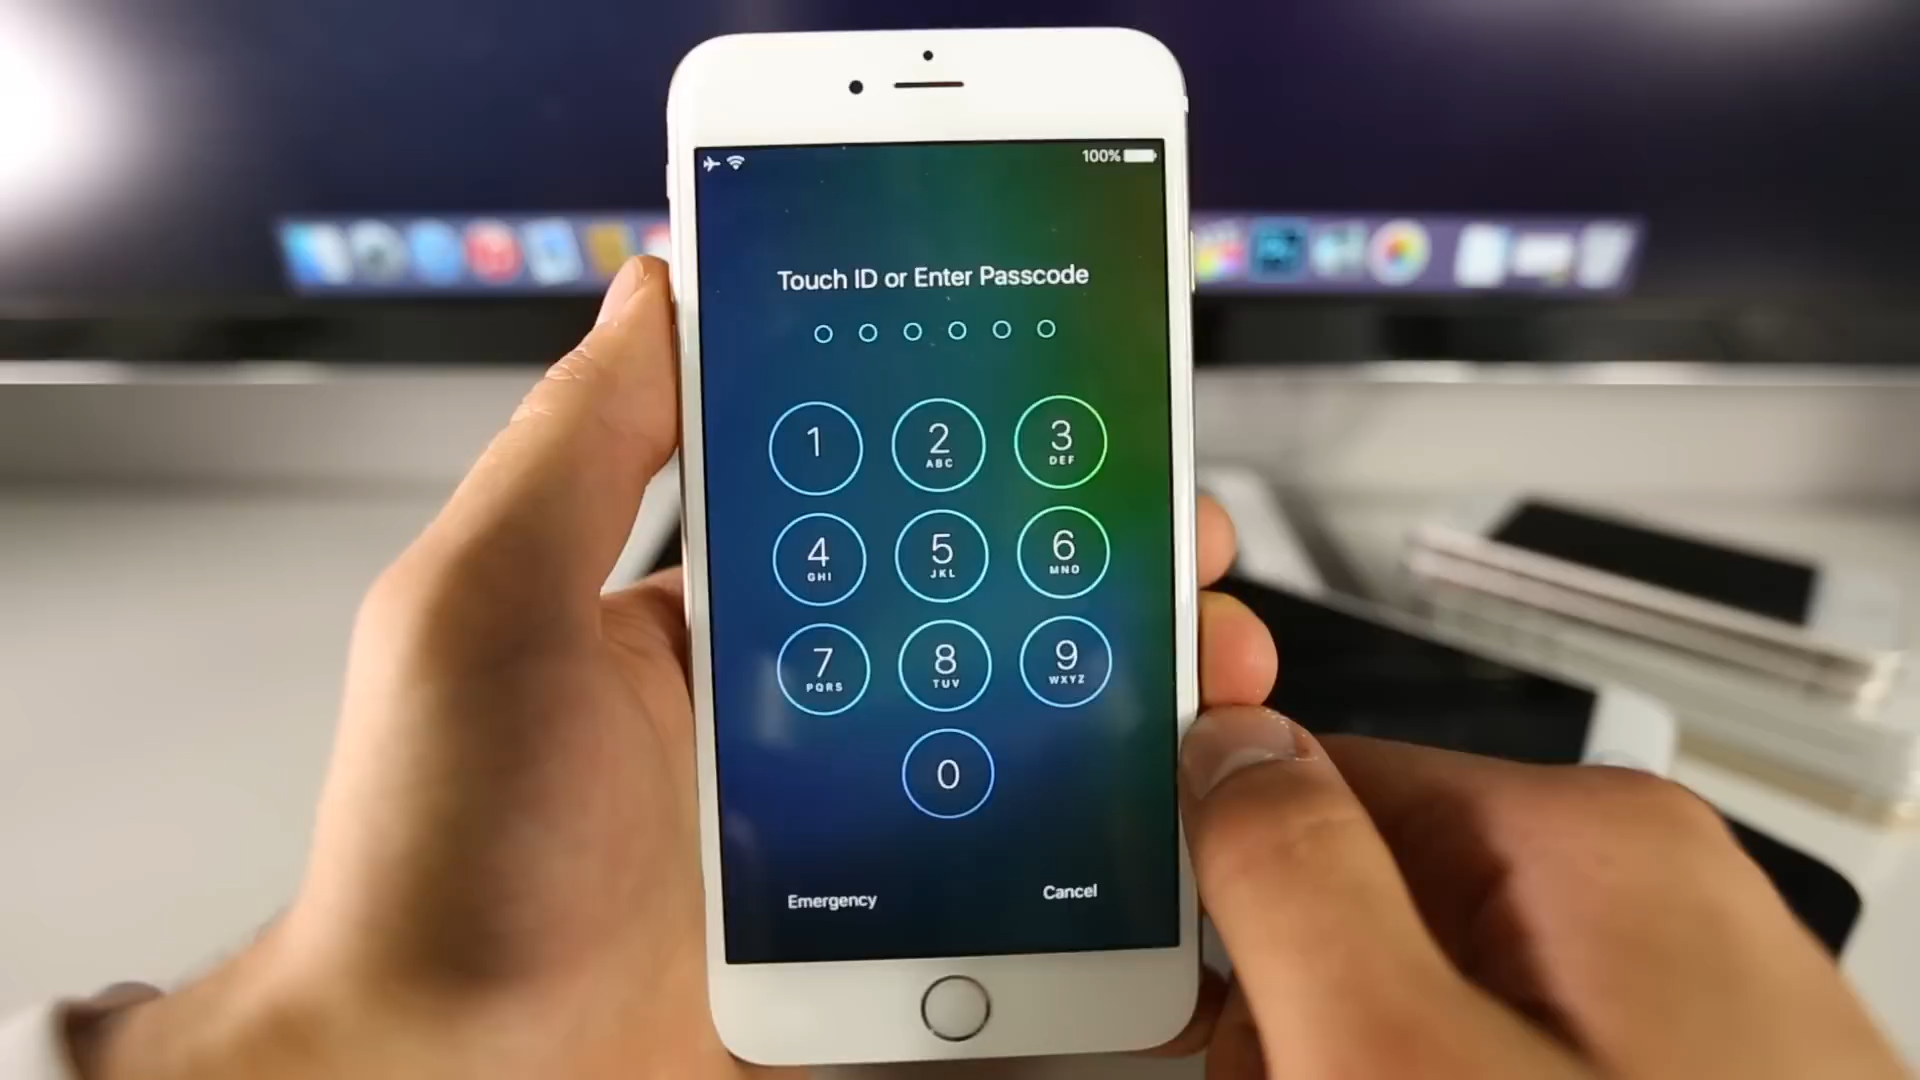 100%
Touch ID or Enter Passcode
1 2 3
ABC DEF
4 5 6
GHI JKL MNO
7 8 9
PQRS TUV WXYZ
0
Emergency Cancel